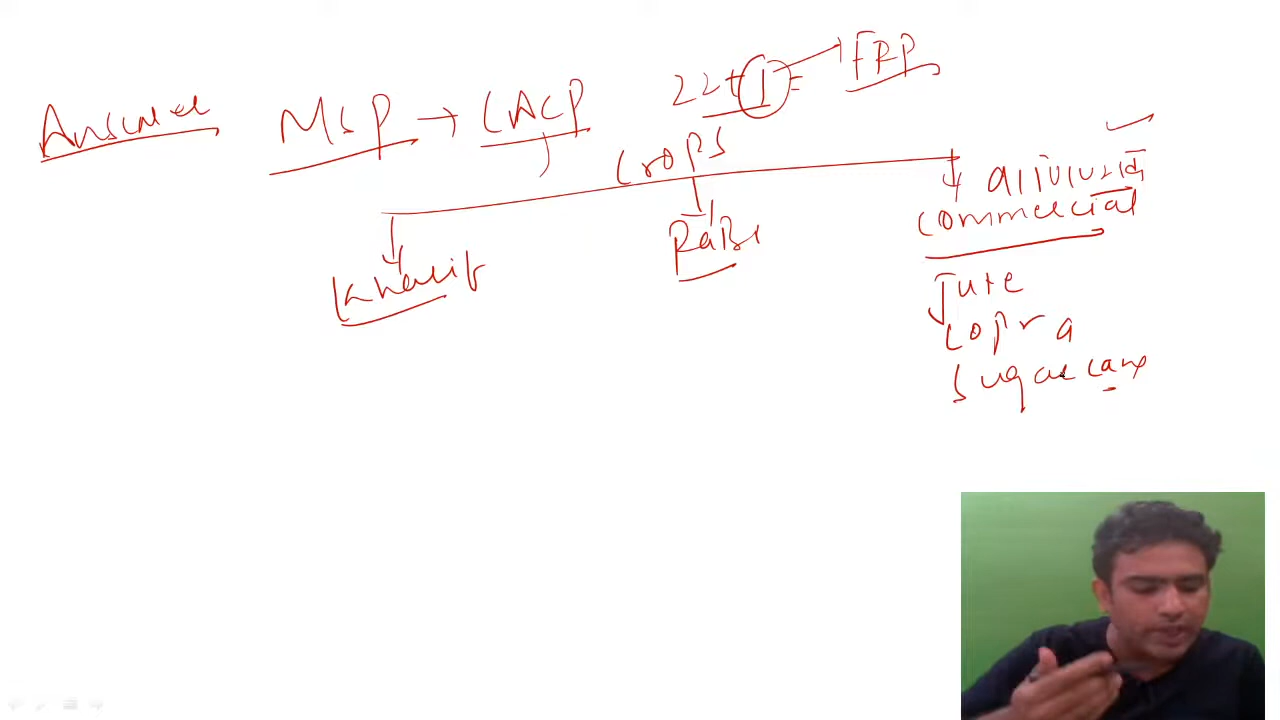 Answer MSP → CACP 22+1= → FRP
Crops
Kharif Rabi commercial
Jute
Copra
Sugarcane